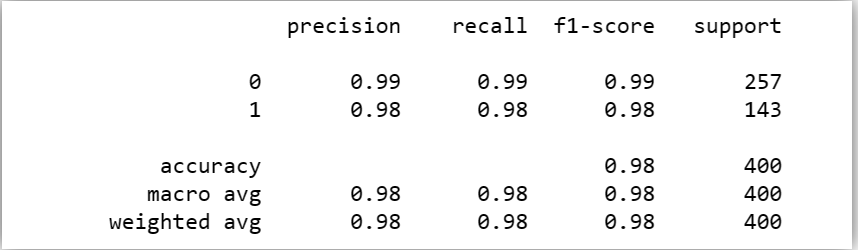 precision recall f1-score support
0 0.99 0.99 0.99 257
1 0.98 0.98 0.98 143
accuracy 0.98 400
macro avg 0.98 0.98 0.98 400
weighted avg 0.98 0.98 0.98 400